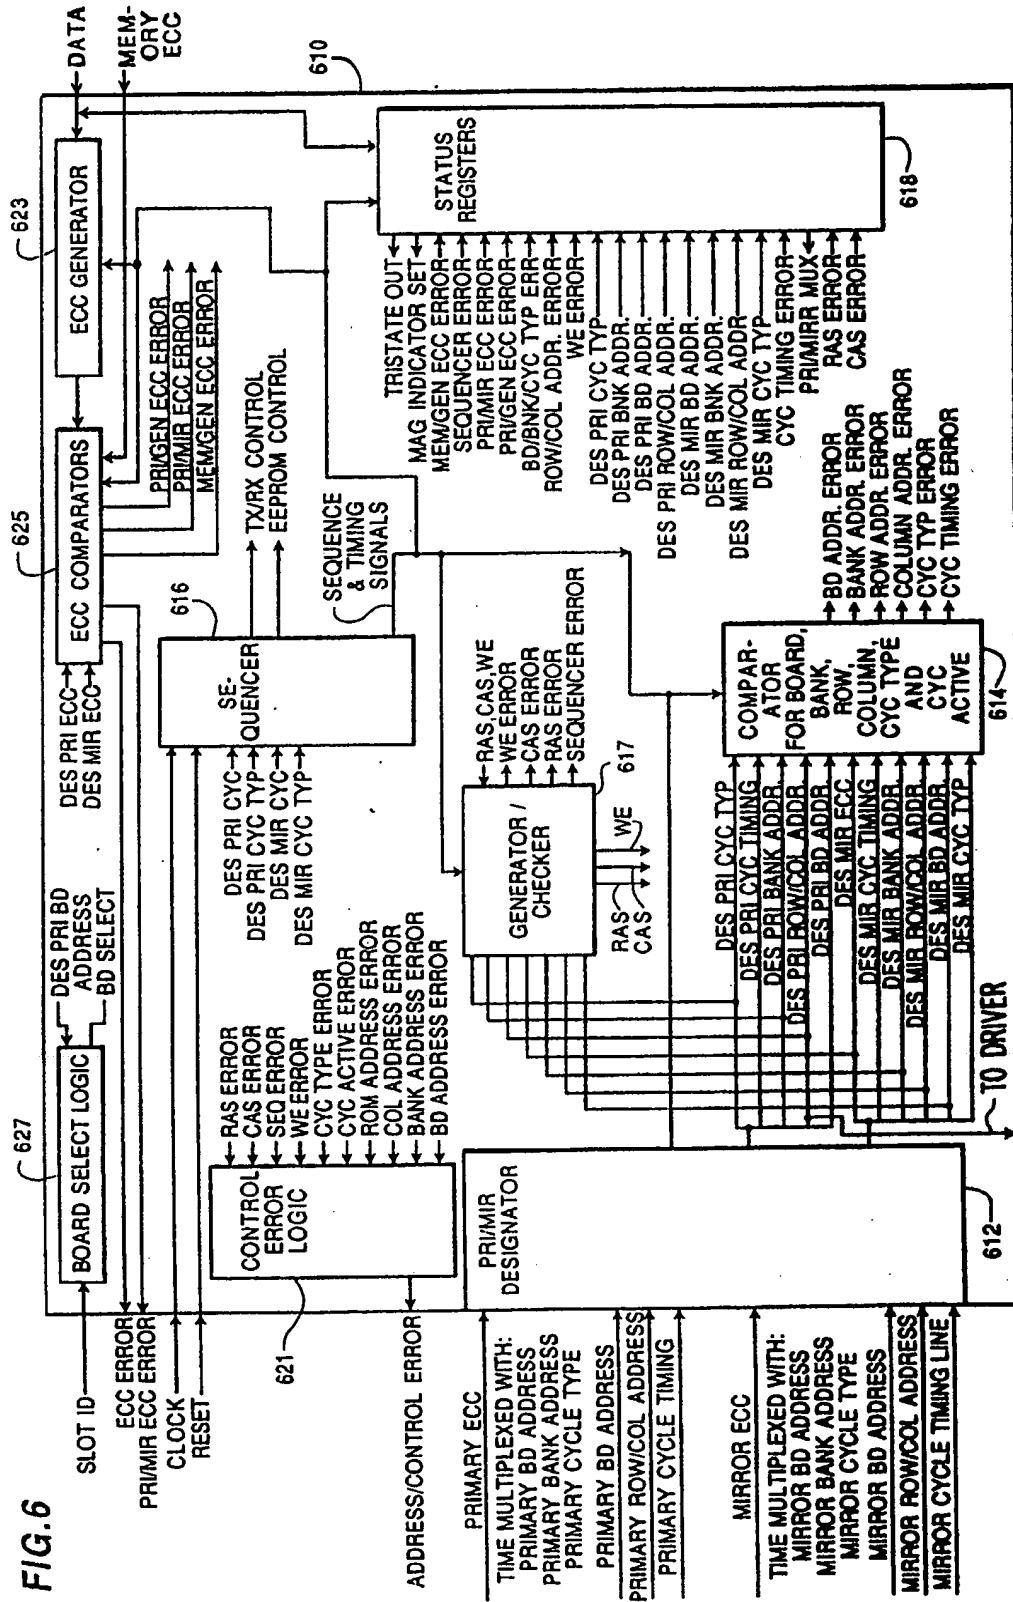 FIG.6
SLOT ID
ECC ERROR
PRI/MIR ECC ERROR
CLOCK
RESET
ADDRESS/CONTROL ERROR
PRIMARY ECC
TIME MULTIPLEXED WITH:
PRIMARY BD ADDRESS
PRIMARY BANK ADDRESS
PRIMARY CYCLE TYPE
PRIMARY BD ADDRESS
PRIMARY ROW/COL ADDRESS
PRIMARY CYCLE TIMING
MIRROR ECC
TIME MULTIPLEXED WITH:
MIRROR BD ADDRESS
MIRROR BANK ADDRESS
MIRROR CYCLE TYPE
MIRROR BD ADDRESS
MIRROR ROW/COL ADDRESS
MIRROR CYCLE TIMING LINE
627
BOARD SELECT LOGIC
DES PRI BD
ADDRESS
BD SELECT
CONTROL
ERROR
LOGIC
621
RAS ERROR
CAS ERROR
SEQ ERROR
WE ERROR
CYC TYPE ERROR
CYC ACTIVE ERROR
ROM ADDRESS ERROR
COL ADDRESS ERROR
BANK ADDRESS ERROR
BD ADDRESS ERROR
PRI/MIR
DESIGNATOR
612
TO DRIVER
625
ECC COMPARATORS
DES PRI ECC
DES MIR ECC
623
ECC GENERATOR
DATA
MEM-
ORY
ECC
610
PRI/GEN ECC ERROR
PRI/MIR ECC ERROR
MEM/GEN ECC ERROR
616
SE-
QUENCER
DES PRI CYC
DES PRI CYC TYP
DES MIR CYC
DES MIR CYC TYP
TX/RX CONTROL
EEPROM CONTROL
SEQUENCE
& TIMING
SIGNALS
GENERATOR /
CHECKER
617
RAS,CAS,WE
WE ERROR
CAS ERROR
RAS ERROR
SEQUENCER ERROR
RAS
CAS
WE
DES PRI CYC TYP
DES PRI CYC TIMING
DES PRI BANK ADDR.
DES PRI ROW/COL ADDR.
DES PRI BD ADDR.
DES MIR ECC
DES MIR CYC TIMING
DES MIR BANK ADDR.
DES MIR ROW/COL ADDR.
DES MIR BD ADDR.
DES MIR CYC TYP
COMPAR-
ATOR
FOR BOARD,
BANK,
ROW,
COLUMN,
CYC TYPE
AND
CYC
ACTIVE
614
BD ADDR. ERROR
BANK ADDR. ERROR
ROW ADDR. ERROR
COLUMN ADDR. ERROR
CYC TYP ERROR
CYC TIMING ERROR
STATUS
REGISTERS
618
TRISTATE OUT
MAG INDICATOR SET
MEM/GEN ECC ERROR
SEQUENCER ERROR
PRI/MIR ECC ERROR
PRI/GEN ECC ERROR
BD/BNK/CYC TYP ERR
ROW/COL ADDR. ERROR
WE ERROR
DES PRI CYC TYP
DES PRI BNK ADDR.
DES PRI BD ADDR.
DES PRI ROW/COL ADDR.
DES MIR BD ADDR.
DES MIR BNK ADDR.
DES MIR ROW/COL ADDR
DES MIR CYC TYP
CYC TIMING ERROR
PRI/MIRR MUX
RAS ERROR
CAS ERROR